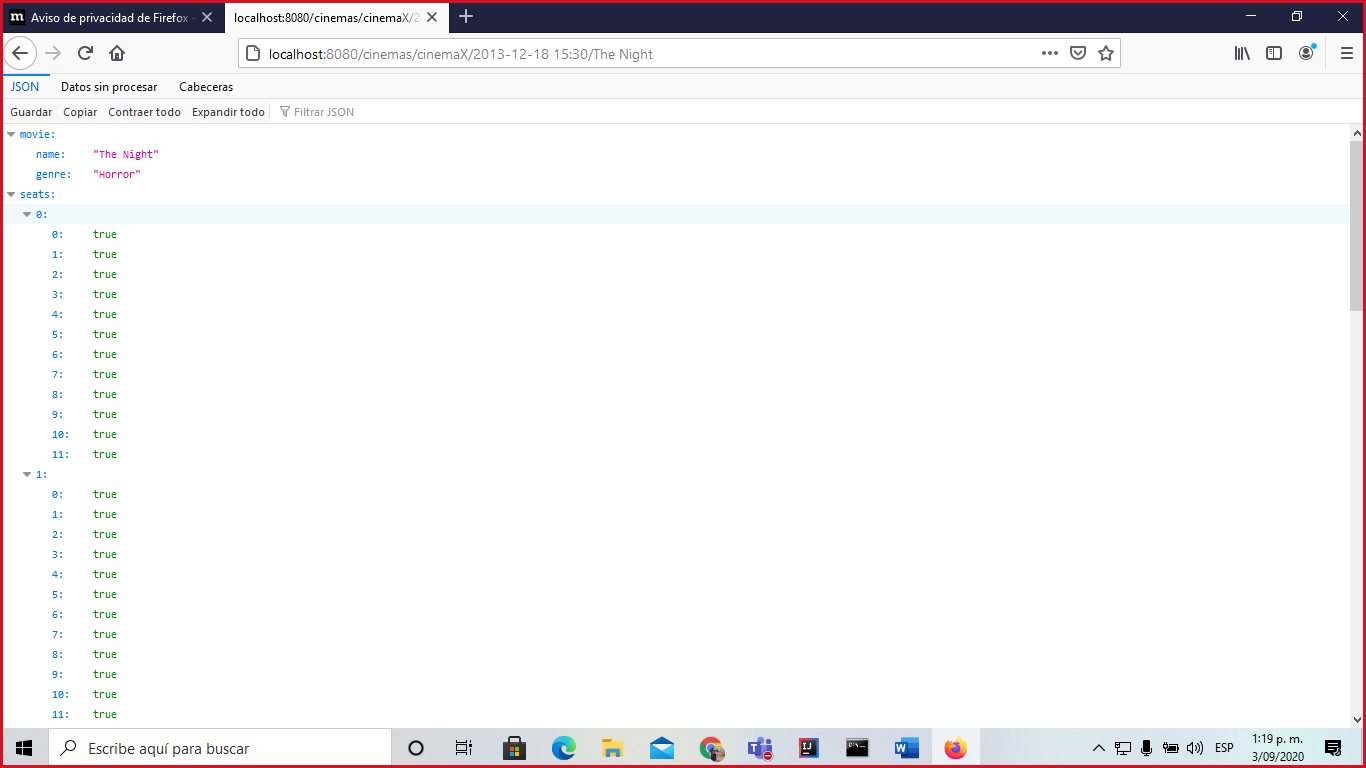 m Aviso de privacidad de Firefox -
localhost:8080/cinemas/cinemaX/2
localhost:8080/cinemas/cinemaX/2013-12-18 15:30/The Night
JSON Datos sin procesar Cabeceras
Guardar Copiar Contraer todo Expandir todo Filtrar JSON
movie:
name: "The Night"
genre: "Horror"
seats:
0:
0: true
1: true
2: true
3: true
4: true
5: true
6: true
7: true
8: true
9: true
10: true
11: true
1:
0: true
1: true
2: true
3: true
4: true
5: true
6: true
7: true
8: true
9: true
10: true
11: true
Escribe aquí para buscar
ESP
1:19 p. m.
3/09/2020